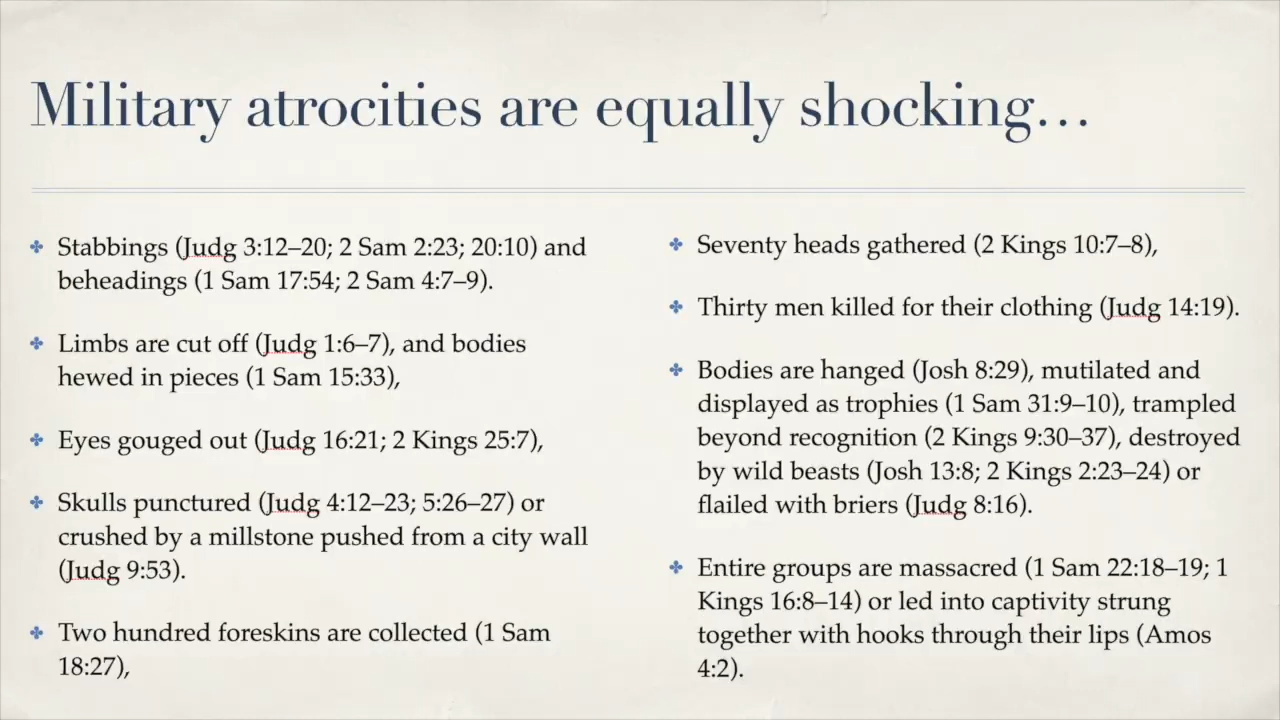 Military atrocities are equally shocking…
Stabbings (Judg 3:12–20; 2 Sam 2:23; 20:10) and
beheadings (1 Sam 17:54; 2 Sam 4:7–9).
Limbs are cut off (Judg 1:6–7), and bodies
hewed in pieces (1 Sam 15:33),
Eyes gouged out (Judg 16:21; 2 Kings 25:7),
Skulls punctured (Judg 4:12–23; 5:26–27) or
crushed by a millstone pushed from a city wall
(Judg 9:53).
Two hundred foreskins are collected (1 Sam
18:27),
Seventy heads gathered (2 Kings 10:7–8),
Thirty men killed for their clothing (Judg 14:19).
Bodies are hanged (Josh 8:29), mutilated and
displayed as trophies (1 Sam 31:9–10), trampled
beyond recognition (2 Kings 9:30–37), destroyed
by wild beasts (Josh 13:8; 2 Kings 2:23–24) or
flailed with briers (Judg 8:16).
Entire groups are massacred (1 Sam 22:18–19; 1
Kings 16:8–14) or led into captivity strung
together with hooks through their lips (Amos
4:2).